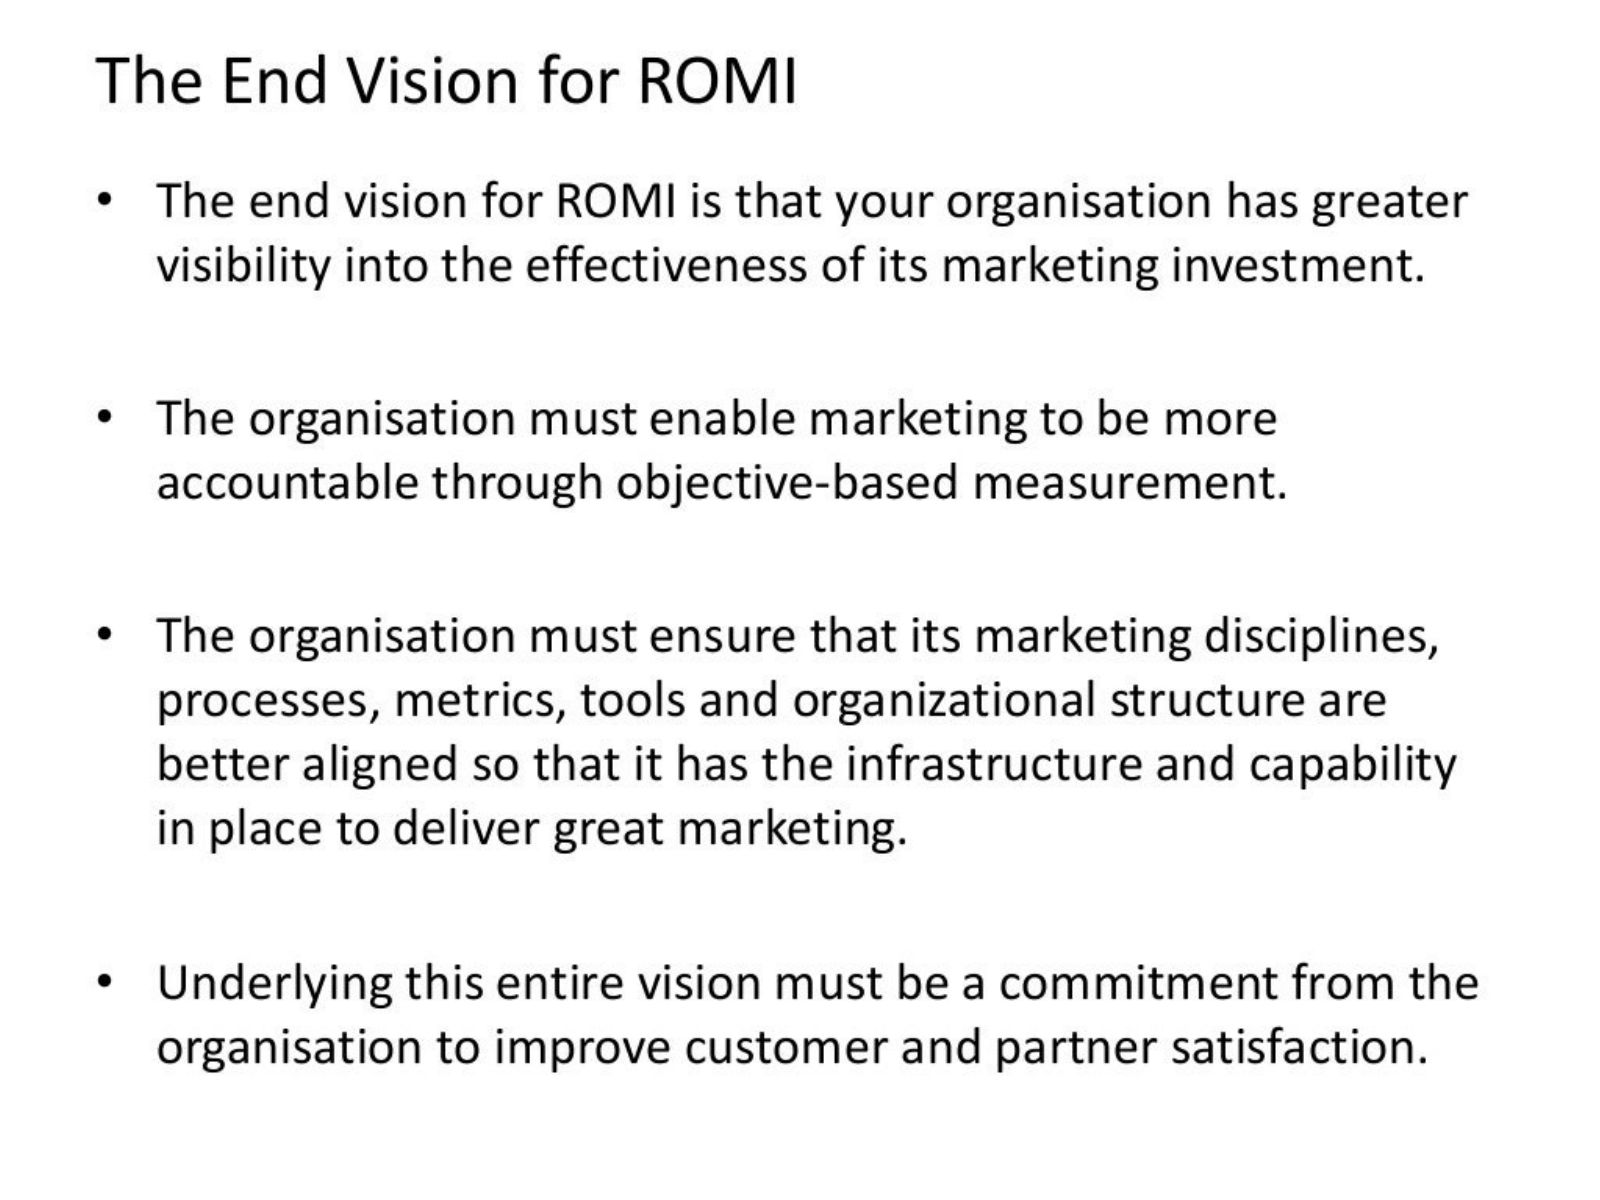 The End Vision for ROMI
• The end vision for ROMI is that your organisation has greater
visibility into the effectiveness of its marketing investment.
• The organisation must enable marketing to be more
accountable through objective-based measurement.
• The organisation must ensure that its marketing disciplines,
processes, metrics, tools and organizational structure are
better aligned so that it has the infrastructure and capability
in place to deliver great marketing.
• Underlying this entire vision must be a commitment from the
organisation to improve customer and partner satisfaction.